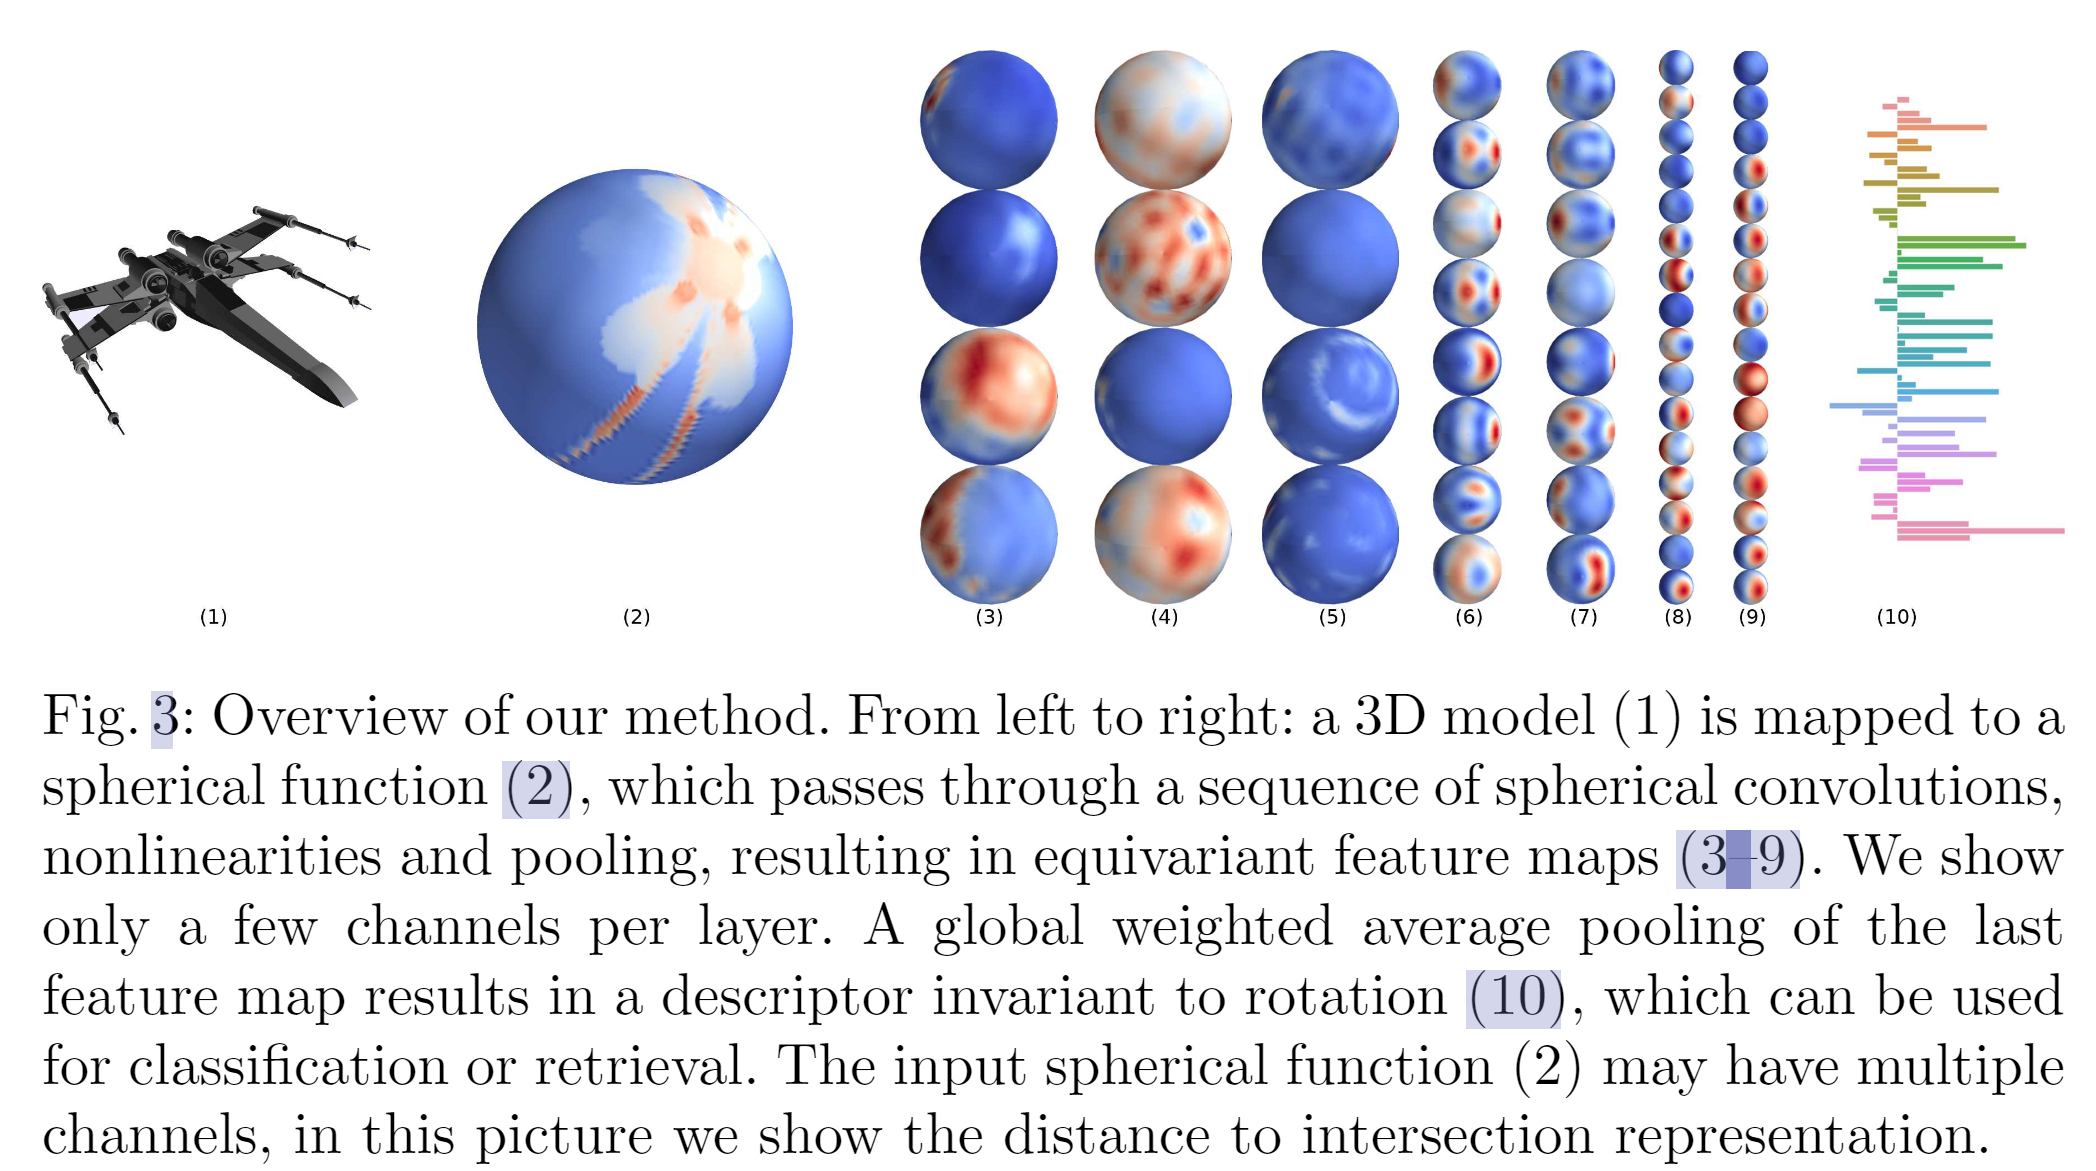 (1) (2) (3) (4) (5) (6) (7) (8) (9) (10)
Fig. 3: Overview of our method. From left to right: a 3D model (1) is mapped to a
spherical function (2), which passes through a sequence of spherical convolutions,
nonlinearities and pooling, resulting in equivariant feature maps (3–9). We show
only a few channels per layer. A global weighted average pooling of the last
feature map results in a descriptor invariant to rotation (10), which can be used
for classification or retrieval. The input spherical function (2) may have multiple
channels, in this picture we show the distance to intersection representation.